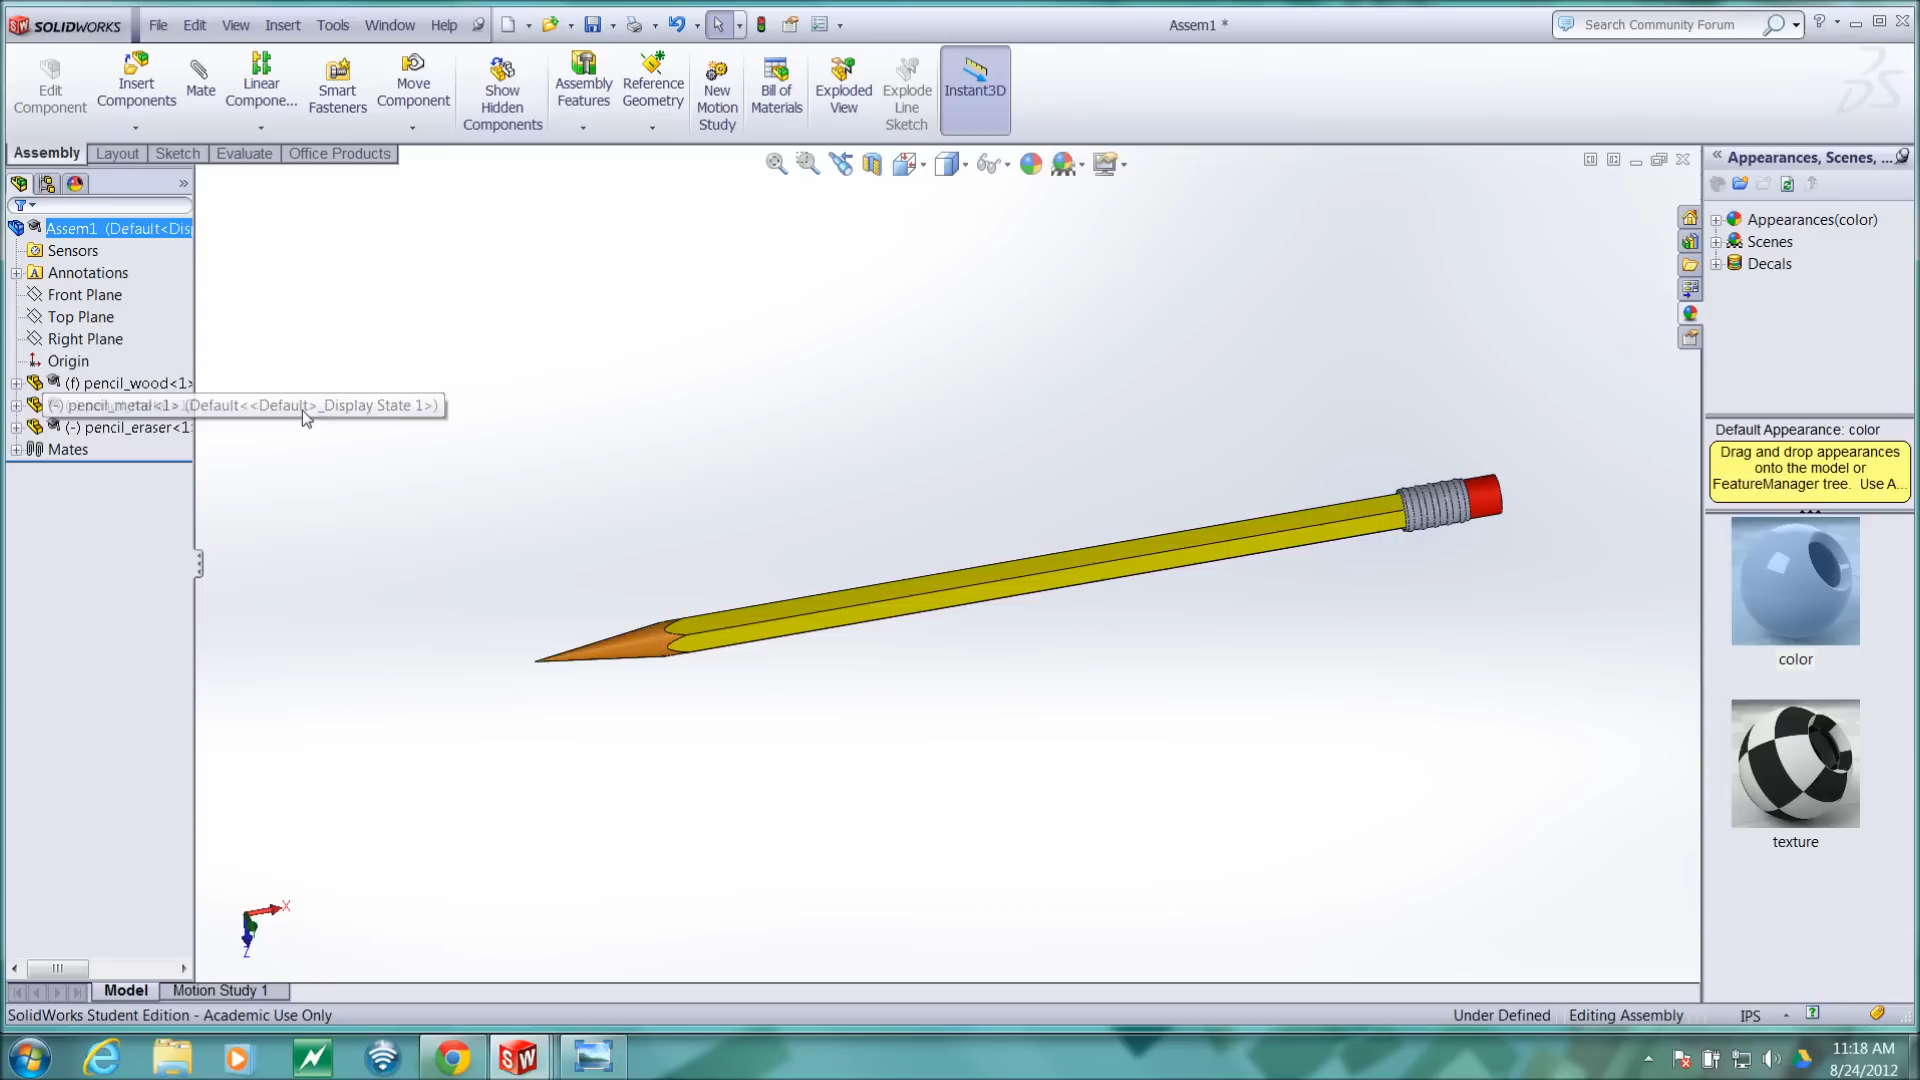 SOLIDWORKS
File Edit View Insert Tools Window Help
Assem1 *
Search Community Forum
Edit Component
Insert Components
Mate
Linear Compone...
Smart Fasteners
Move Component
Show Hidden Components
Assembly Features
Reference Geometry
New Motion Study
Bill of Materials
Exploded View
Explode Line Sketch
Instant3D
Assembly Layout Sketch Evaluate Office Products
Appearances, Scenes, ...
Assem1 (Default<Dis
Sensors
Annotations
Front Plane
Top Plane
Right Plane
Origin
(f) pencil_wood<1>
(-) pencil_metal<1> (Default<<Default>_Display State 1>)
(-) pencil_eraser<1
Mates
Appearances(color)
Scenes
Decals
Default Appearance: color
Drag and drop appearances
onto the model or
FeatureManager tree. Use A...
color
texture
X
Z
Model Motion Study 1
SolidWorks Student Edition - Academic Use Only
Under Defined Editing Assembly IPS
11:18 AM
8/24/2012